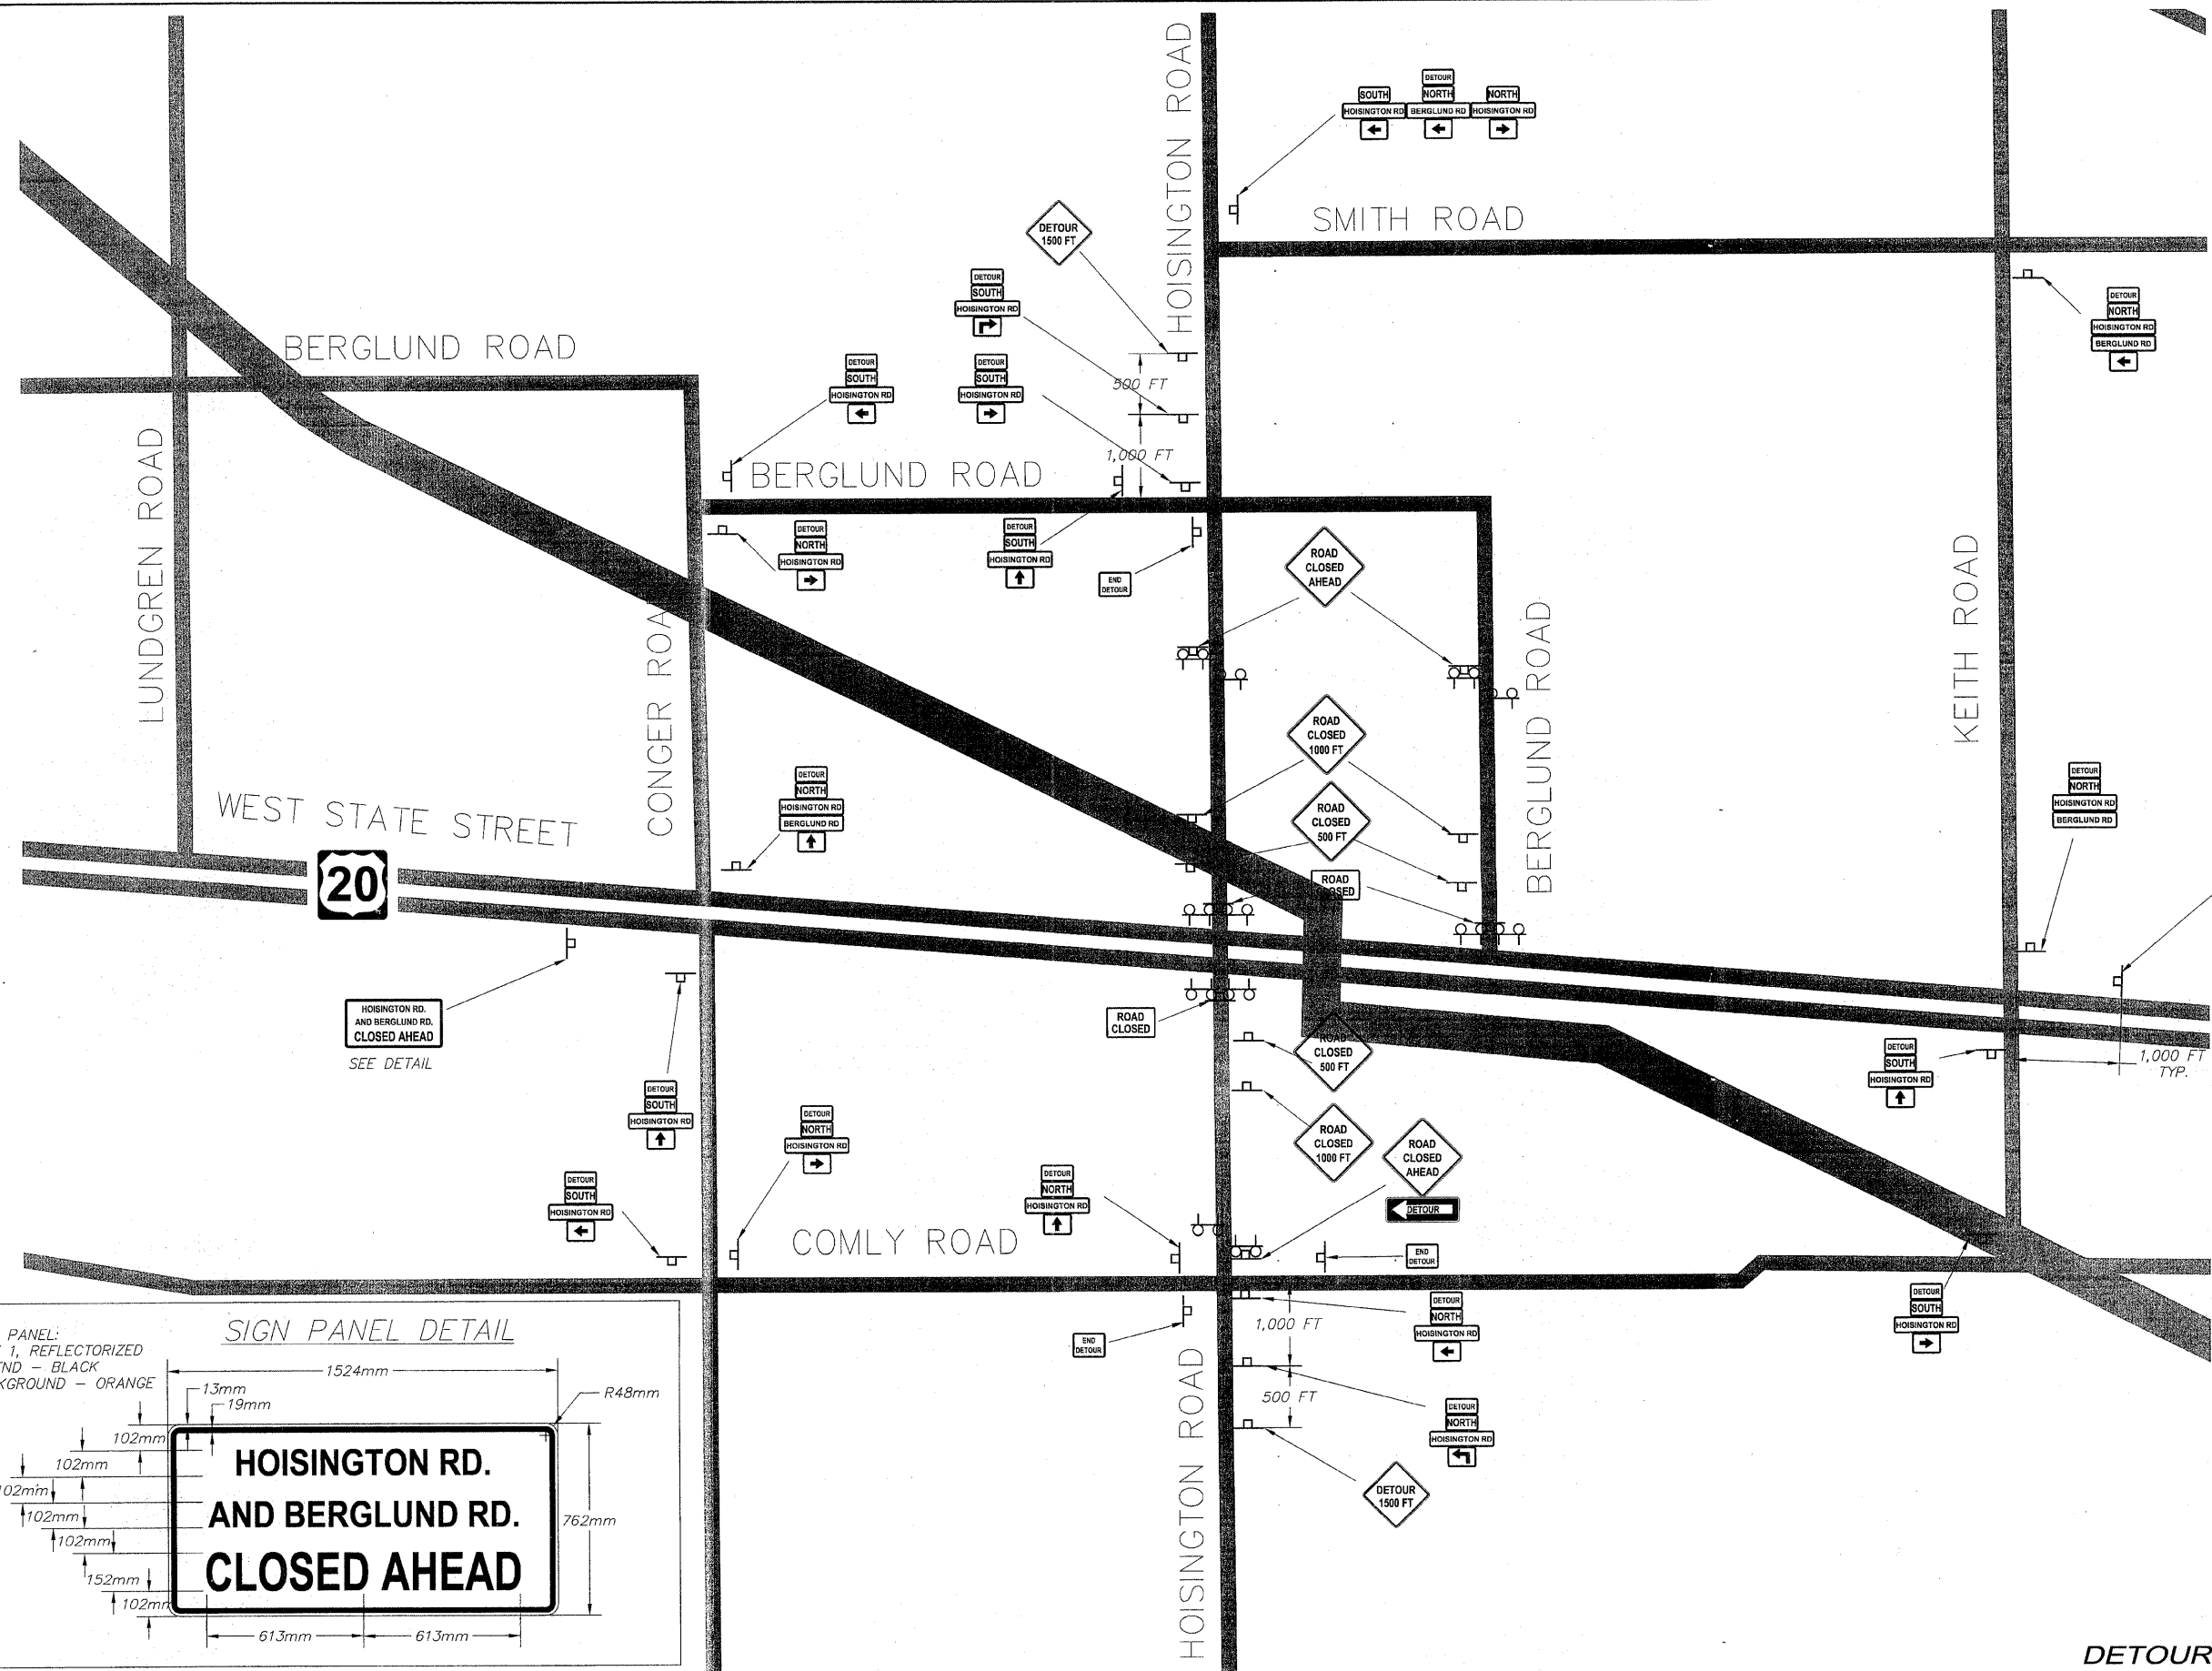 HOISINGTON ROAD
SOUTH
HOISINGTON RD
DETOUR
NORTH
BERGLUND RD
NORTH
HOISINGTON RD
SMITH ROAD
DETOUR
1500 FT
DETOUR
SOUTH
HOISINGTON RD
DETOUR
NORTH
HOISINGTON RD
BERGLUND RD
BERGLUND ROAD
DETOUR
SOUTH
HOISINGTON RD
DETOUR
SOUTH
HOISINGTON RD
500 FT
1,000 FT
BERGLUND ROAD
LUNDGREN ROAD
DETOUR
NORTH
HOISINGTON RD
DETOUR
SOUTH
HOISINGTON RD
END
DETOUR
ROAD
CLOSED
AHEAD
CONGER ROAD
BERGLUND ROAD
KEITH ROAD
ROAD
CLOSED
1000 FT
ROAD
CLOSED
500 FT
ROAD
CLOSED
WEST STATE STREET
20
DETOUR
NORTH
HOISINGTON RD
BERGLUND RD
DETOUR
NORTH
HOISINGTON RD
BERGLUND RD
HOISINGTON RD.
AND BERGLUND RD.
CLOSED AHEAD
SEE DETAIL
ROAD
CLOSED
ROAD
CLOSED
500 FT
DETOUR
SOUTH
HOISINGTON RD
1,000 FT
TYP.
DETOUR
SOUTH
HOISINGTON RD
DETOUR
NORTH
HOISINGTON RD
ROAD
CLOSED
1000 FT
ROAD
CLOSED
AHEAD
DETOUR
DETOUR
SOUTH
HOISINGTON RD
DETOUR
NORTH
HOISINGTON RD
COMLY ROAD
END
DETOUR
END
DETOUR
1,000 FT
DETOUR
NORTH
HOISINGTON RD
DETOUR
SOUTH
HOISINGTON RD
500 FT
DETOUR
NORTH
HOISINGTON RD
DETOUR
1500 FT
HOISINGTON ROAD
SIGN PANEL DETAIL
PANEL:
1, REFLECTORIZED
ND – BLACK
KGROUND – ORANGE
1524mm
13mm
19mm
R48mm
102mm
102mm
02mm
102mm
102mm
152mm
102mm
HOISINGTON RD.
AND BERGLUND RD.
CLOSED AHEAD
762mm
613mm
613mm
DETOUR